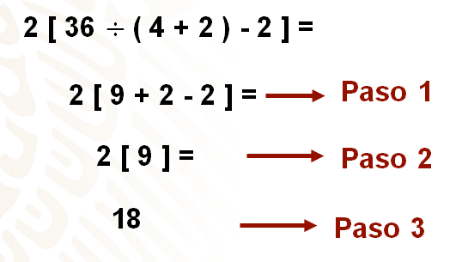 2 [ 36 ÷ ( 4 + 2 ) - 2 ] =
2 [ 9 + 2 - 2 ] = Paso 1
2 [ 9 ] = Paso 2
18 Paso 3